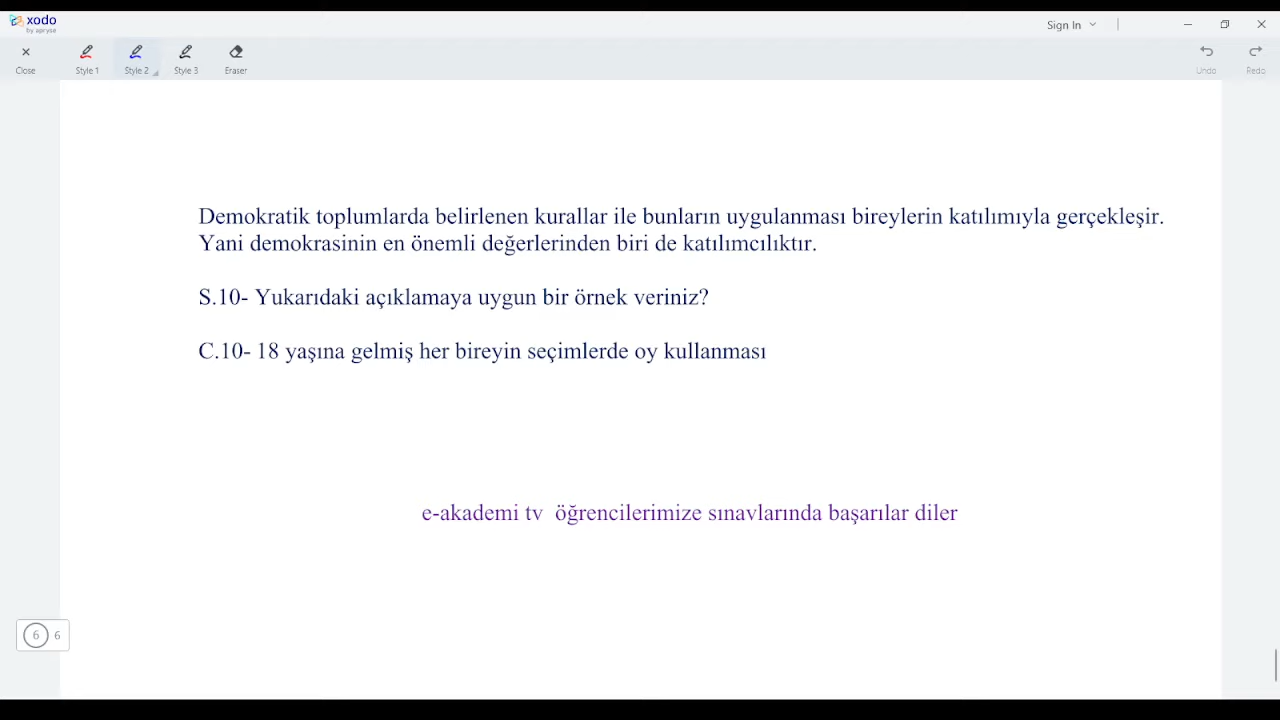 xodo
by apryse
Sign In
Close
Style 1
Style 2
Style 3
Eraser
Undo
Redo
Demokratik toplumlarda belirlenen kurallar ile bunların uygulanması bireylerin katılımıyla gerçekleşir.
Yani demokrasinin en önemli değerlerinden biri de katılımcılıktır.
S.10- Yukarıdaki açıklamaya uygun bir örnek veriniz?
C.10- 18 yaşına gelmiş her bireyin seçimlerde oy kullanması
e-akademi tv  öğrencilerimize sınavlarında başarılar diler
6 6